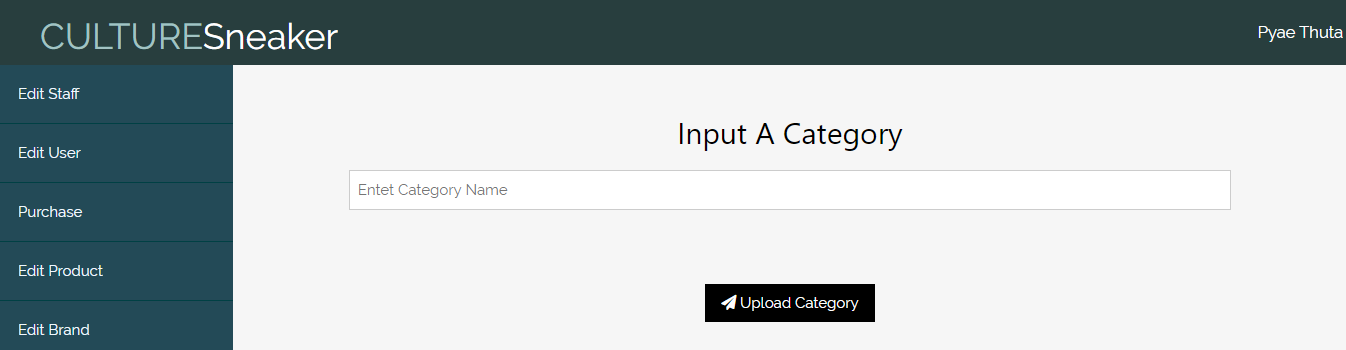 CULTURESneaker
Pyae Thuta
Edit Staff
Edit User
Purchase
Edit Product
Edit Brand
Input A Category
Entet Category Name
Upload Category